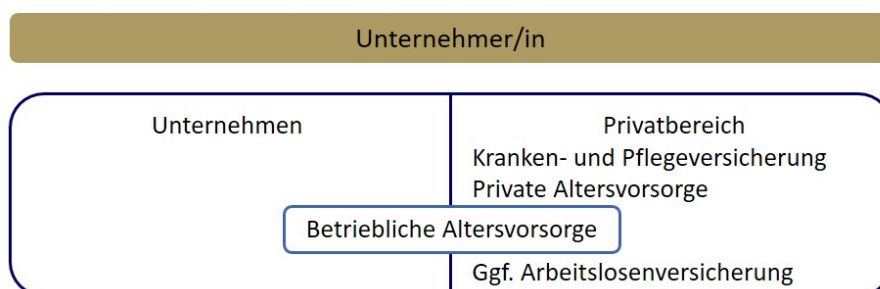 Unternehmer/in
Unternehmen
Privatbereich
Kranken- und Pflegeversicherung
Private Altersvorsorge
Betriebliche Altersvorsorge
Ggf. Arbeitslosenversicherung